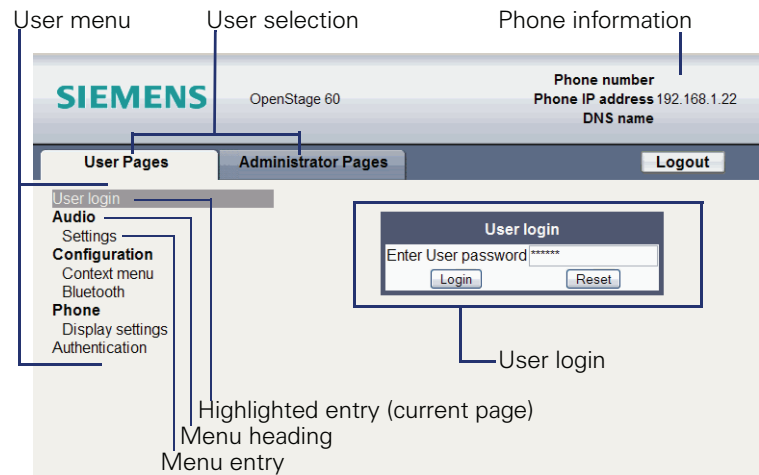 User menu User selection Phone information
SIEMENS OpenStage 60
Phone number
Phone IP address 192.168.1.22
DNS name
User Pages Administrator Pages Logout
User login
Audio
Settings
Configuration
Context menu
Bluetooth
Phone
Display settings
Authentication
User login
Enter User password ******
Login Reset
User login
Highlighted entry (current page)
Menu heading
Menu entry